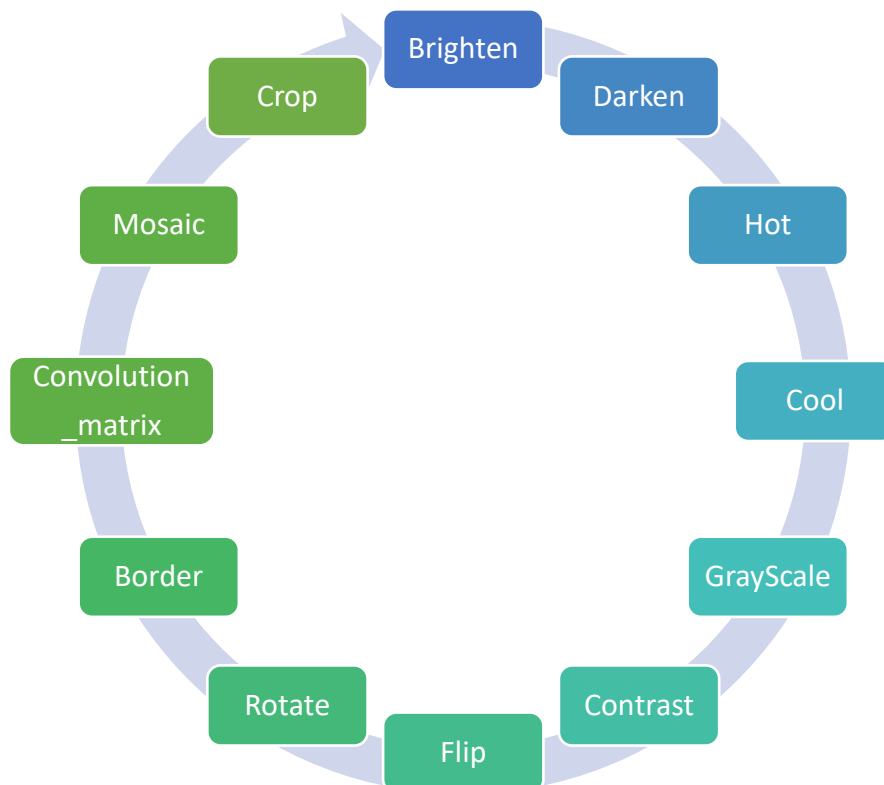 Brighten
Darken
Hot
Cool
GrayScale
Contrast
Flip
Rotate
Border
Convolution
_matrix
Mosaic
Crop